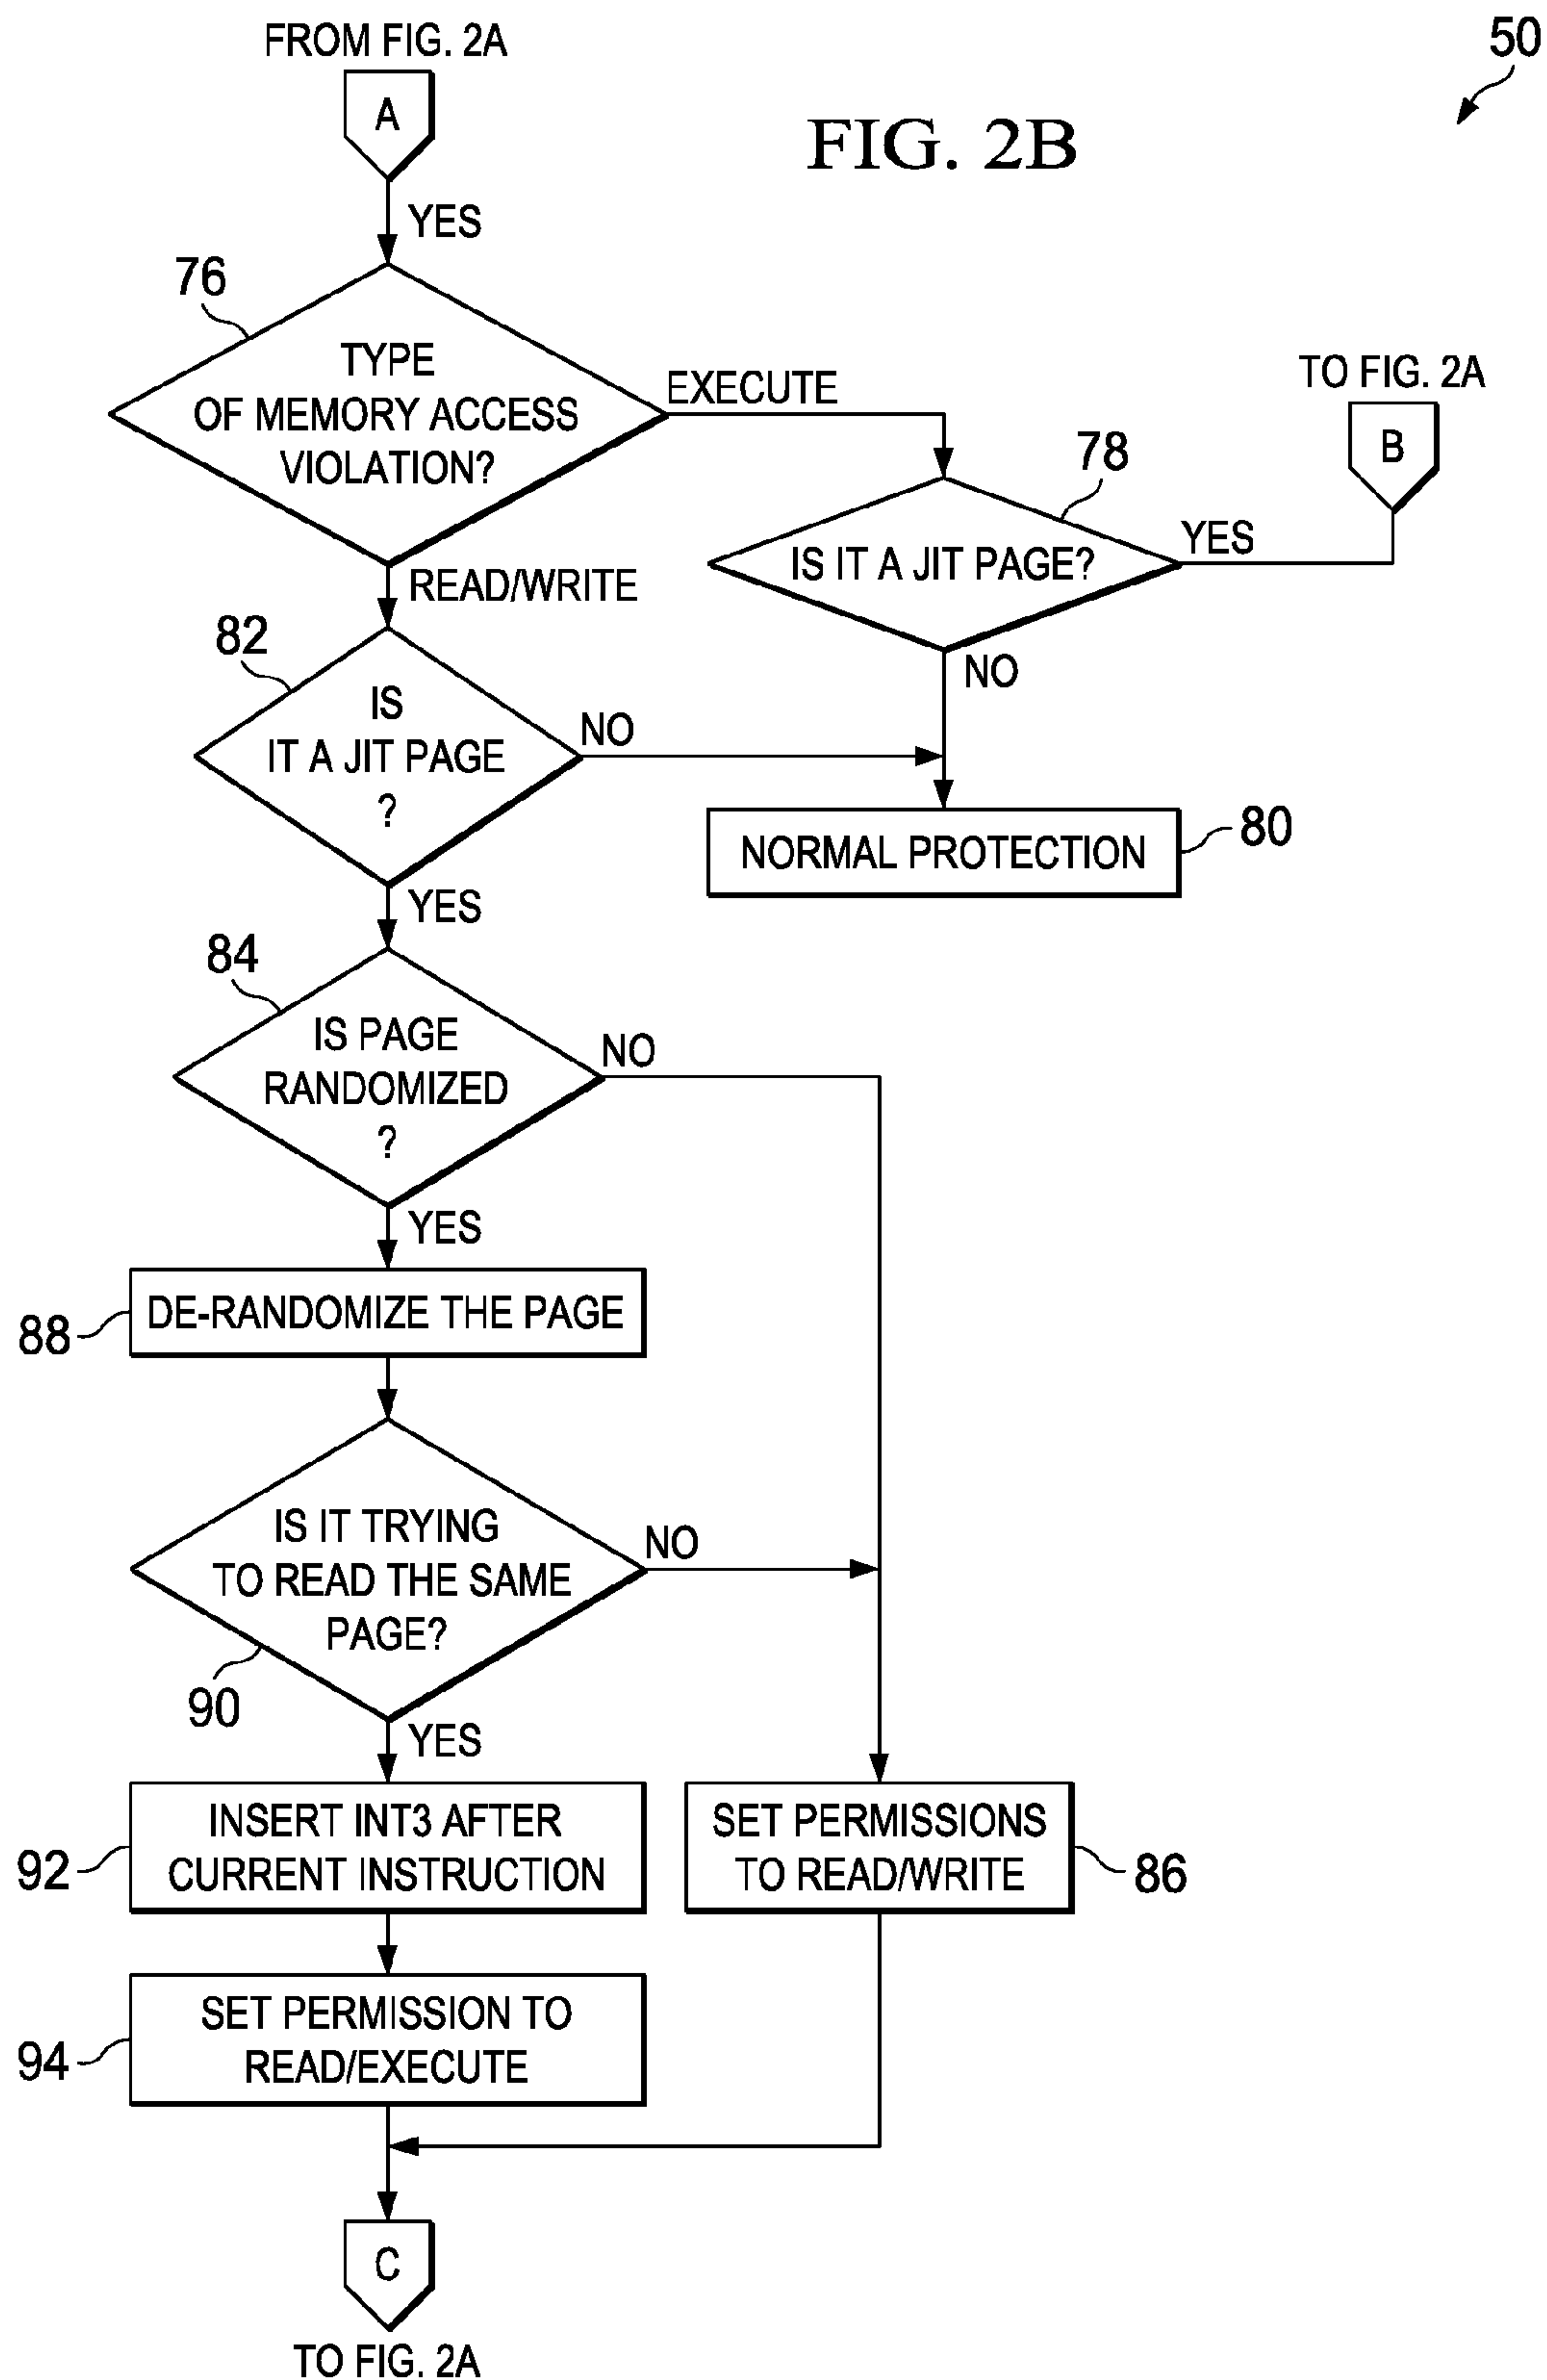 FROM FIG. 2A
50
A
FIG. 2B
YES
76
TYPE
OF MEMORY ACCESS
VIOLATION?
EXECUTE
TO FIG. 2A
B
78
IS IT A JIT PAGE?
YES
READ/WRITE
82
IS
IT A JIT PAGE
?
NO
NO
NORMAL PROTECTION
80
YES
84
IS PAGE
RANDOMIZED
?
NO
YES
DE-RANDOMIZE THE PAGE
88
IS IT TRYING
TO READ THE SAME
PAGE?
NO
90
YES
INSERT INT3 AFTER
CURRENT INSTRUCTION
92
SET PERMISSIONS
TO READ/WRITE
86
SET PERMISSION TO
READ/EXECUTE
94
C
TO FIG. 2A